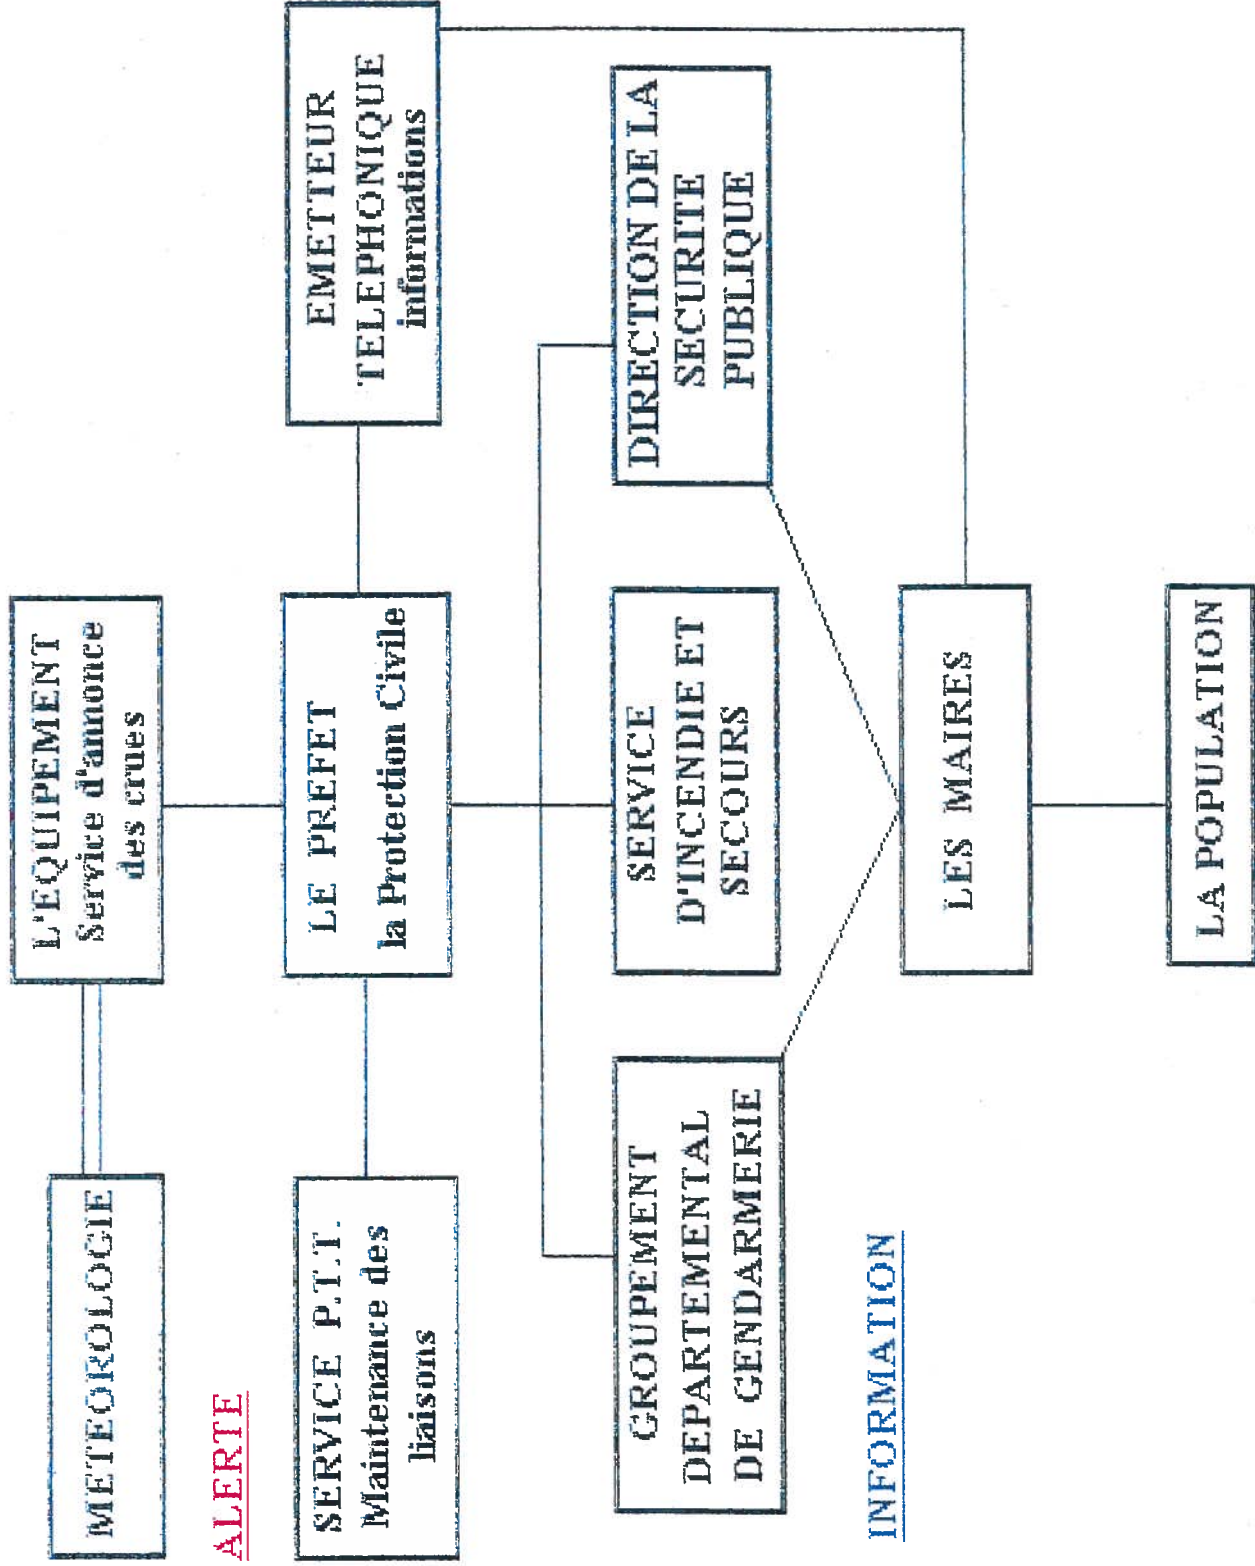 METEOROLOGIE
L'EQUIPEMENT
Service d'annonce
des crues
ALERTE
SERVICE P.T.T.
Maintenance des
liaisons
LE PREFET
la Protection Civile
EMETTEUR
TELEPHONIQUE
informations
GROUPEMENT
DEPARTEMENTAL
DE GENDARMERIE
SERVICE
D'INCENDIE ET
SECOURS
DIRECTION DE LA
SECURITE
PUBLIQUE
INFORMATION
LES MAIRES
LA POPULATION